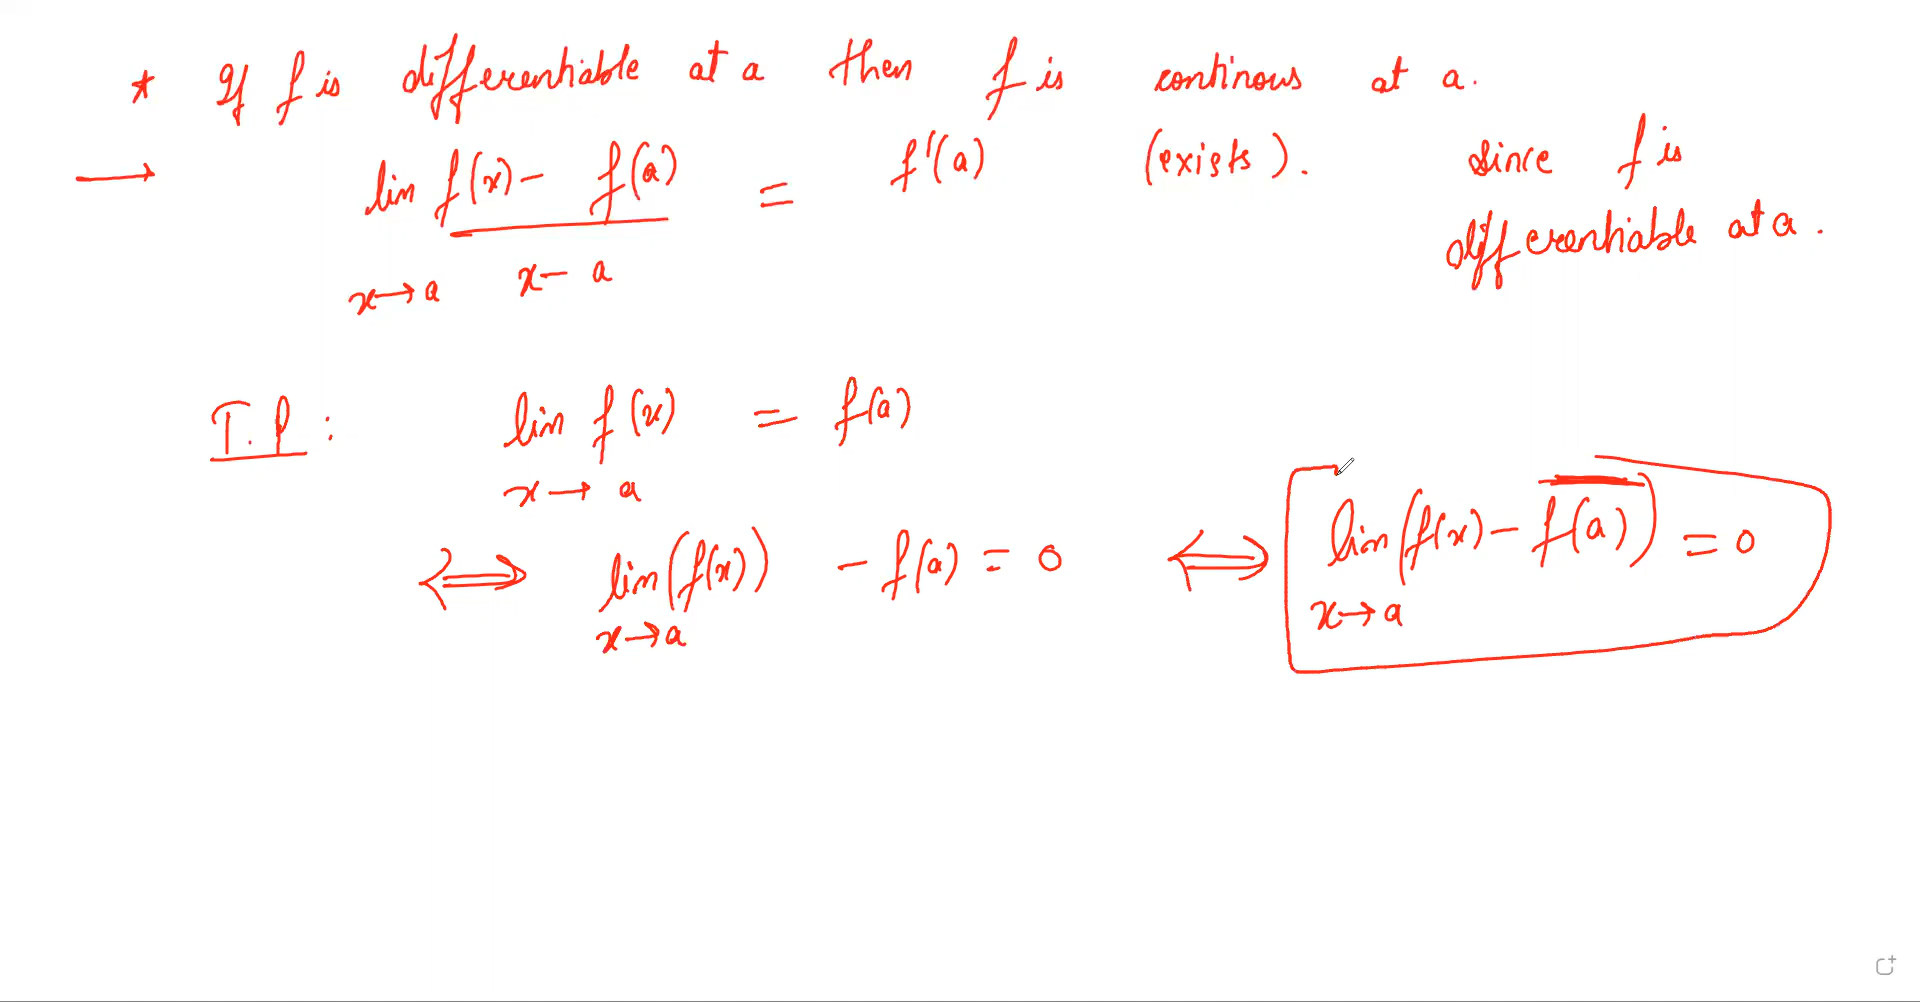 * If f is differentiable at a then f is continous at a.
→ lim f(x) - f(a) = f'(a) (exists). since f is
x→a x - a differentiable at a.
T.P : lim f(x) = f(a)
x → a
⟺ lim(f(x)) - f(a) = 0 ⟺ lim(f(x) - f(a)) = 0
x→a x→a